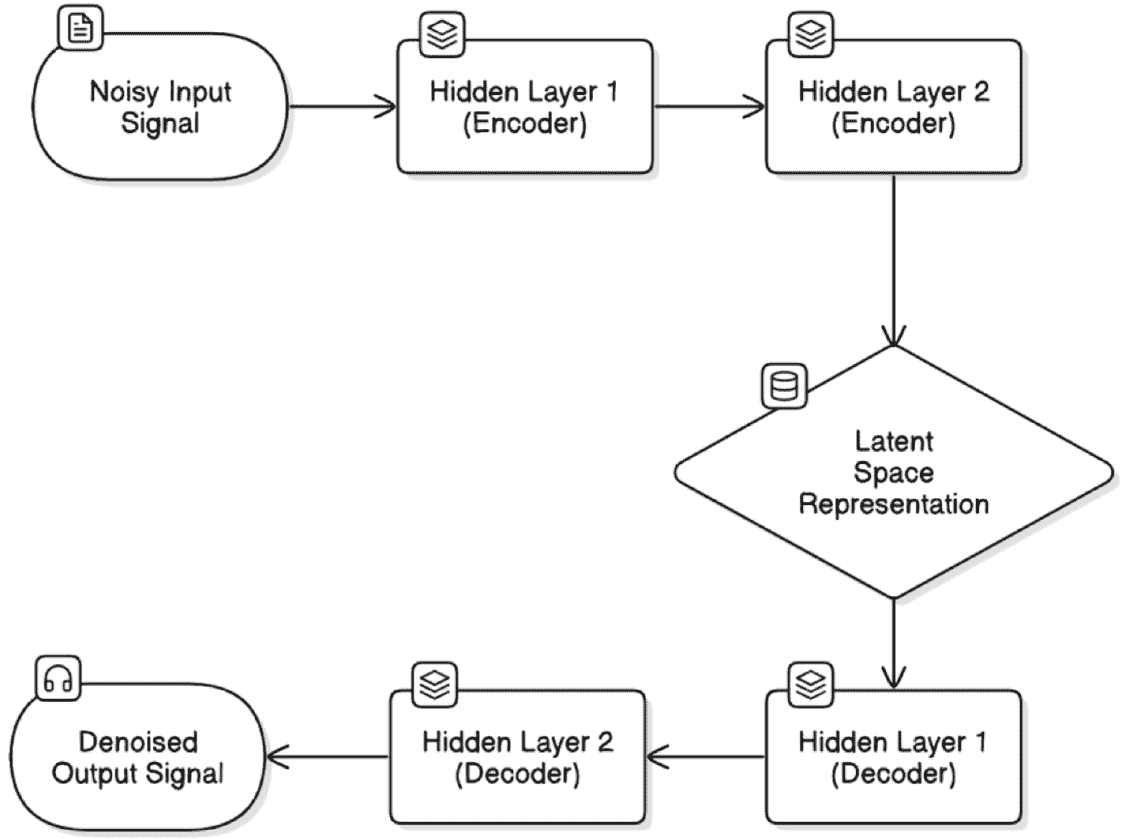 Noisy Input
Signal
Hidden Layer 1
(Encoder)
Hidden Layer 2
(Encoder)
Latent
Space
Representation
Hidden Layer 1
(Decoder)
Hidden Layer 2
(Decoder)
Denoised
Output Signal